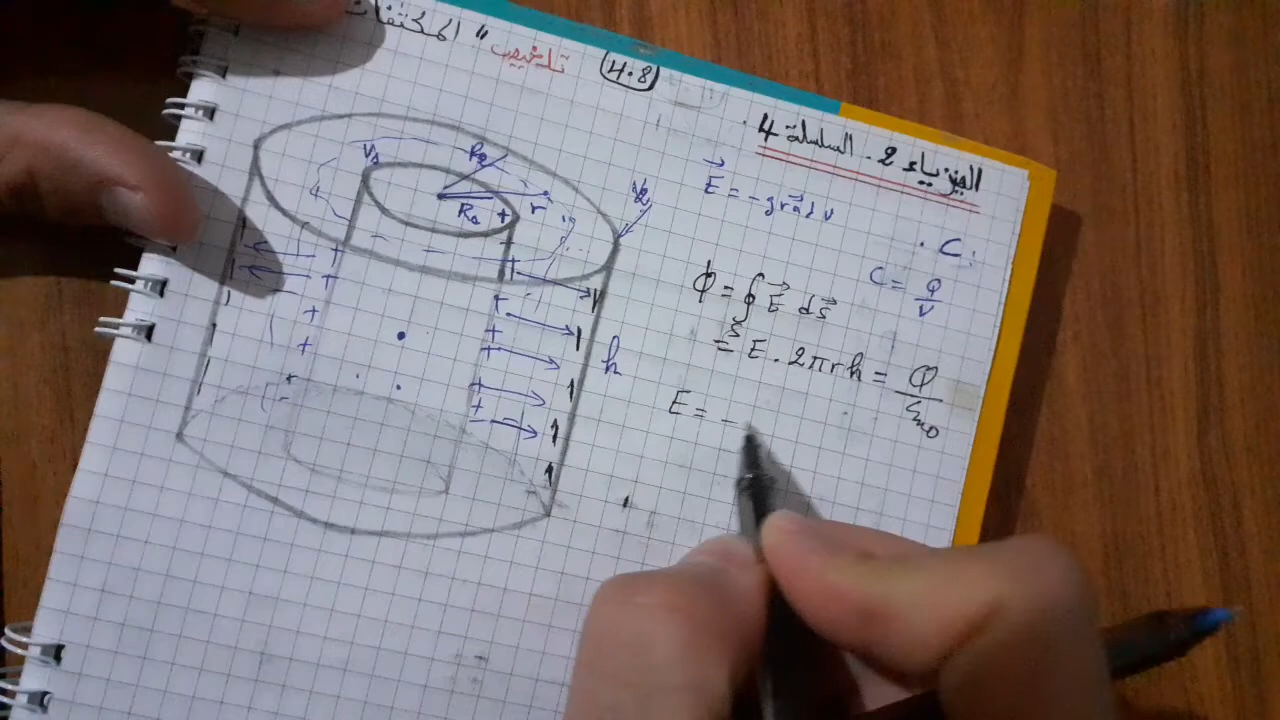 تلخيص " المكثفات
4.8
الفيزياء 2. السلسلة 4.
E = -grad V
C:
C = Q/V
ϕ = ∮ E ds
= E . 2πrh = Q/ε0
E = -
V1
R2
R1
r
V2
h